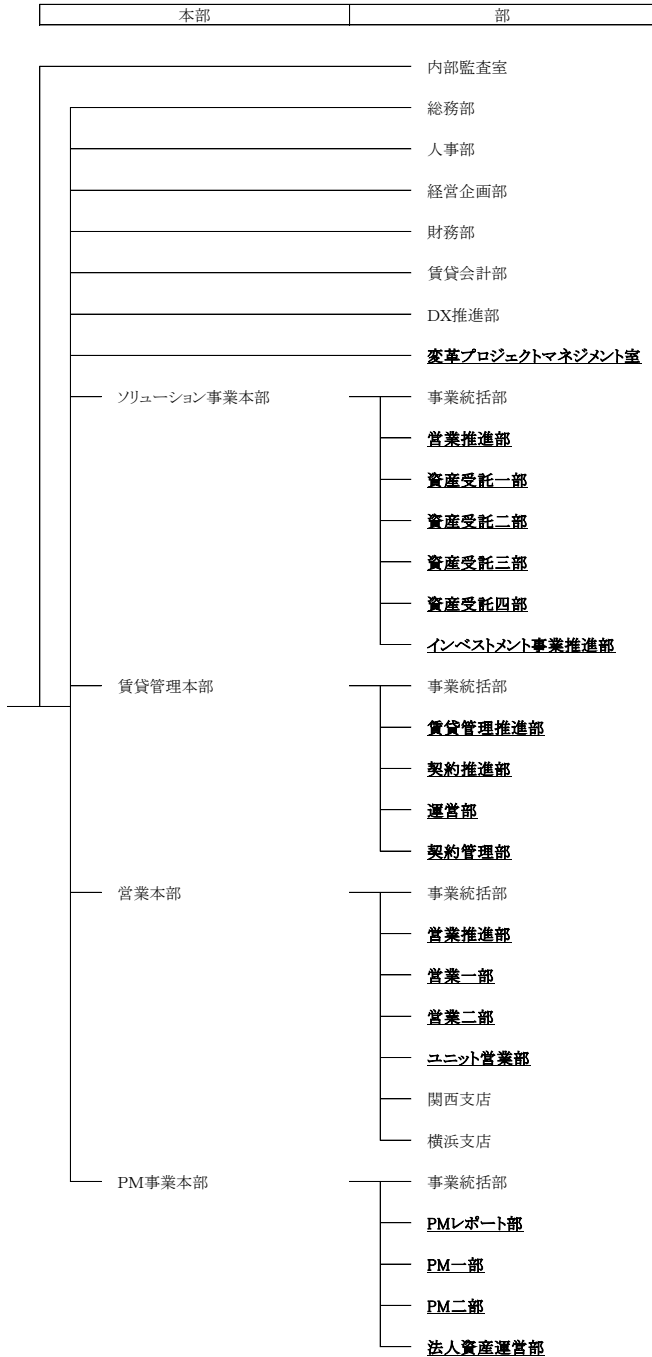 本部 部
内部監査室
総務部
人事部
経営企画部
財務部
賃貸会計部
DX推進部
変革プロジェクトマネジメント室
ソリューション事業本部 事業統括部
営業推進部
資産受託一部
資産受託二部
資産受託三部
資産受託四部
インベストメント事業推進部
賃貸管理本部 事業統括部
賃貸管理推進部
契約推進部
運営部
契約管理部
営業本部 事業統括部
営業推進部
営業一部
営業二部
ユニット営業部
関西支店
横浜支店
PM事業本部 事業統括部
PMレポート部
PM一部
PM二部
法人資産運営部